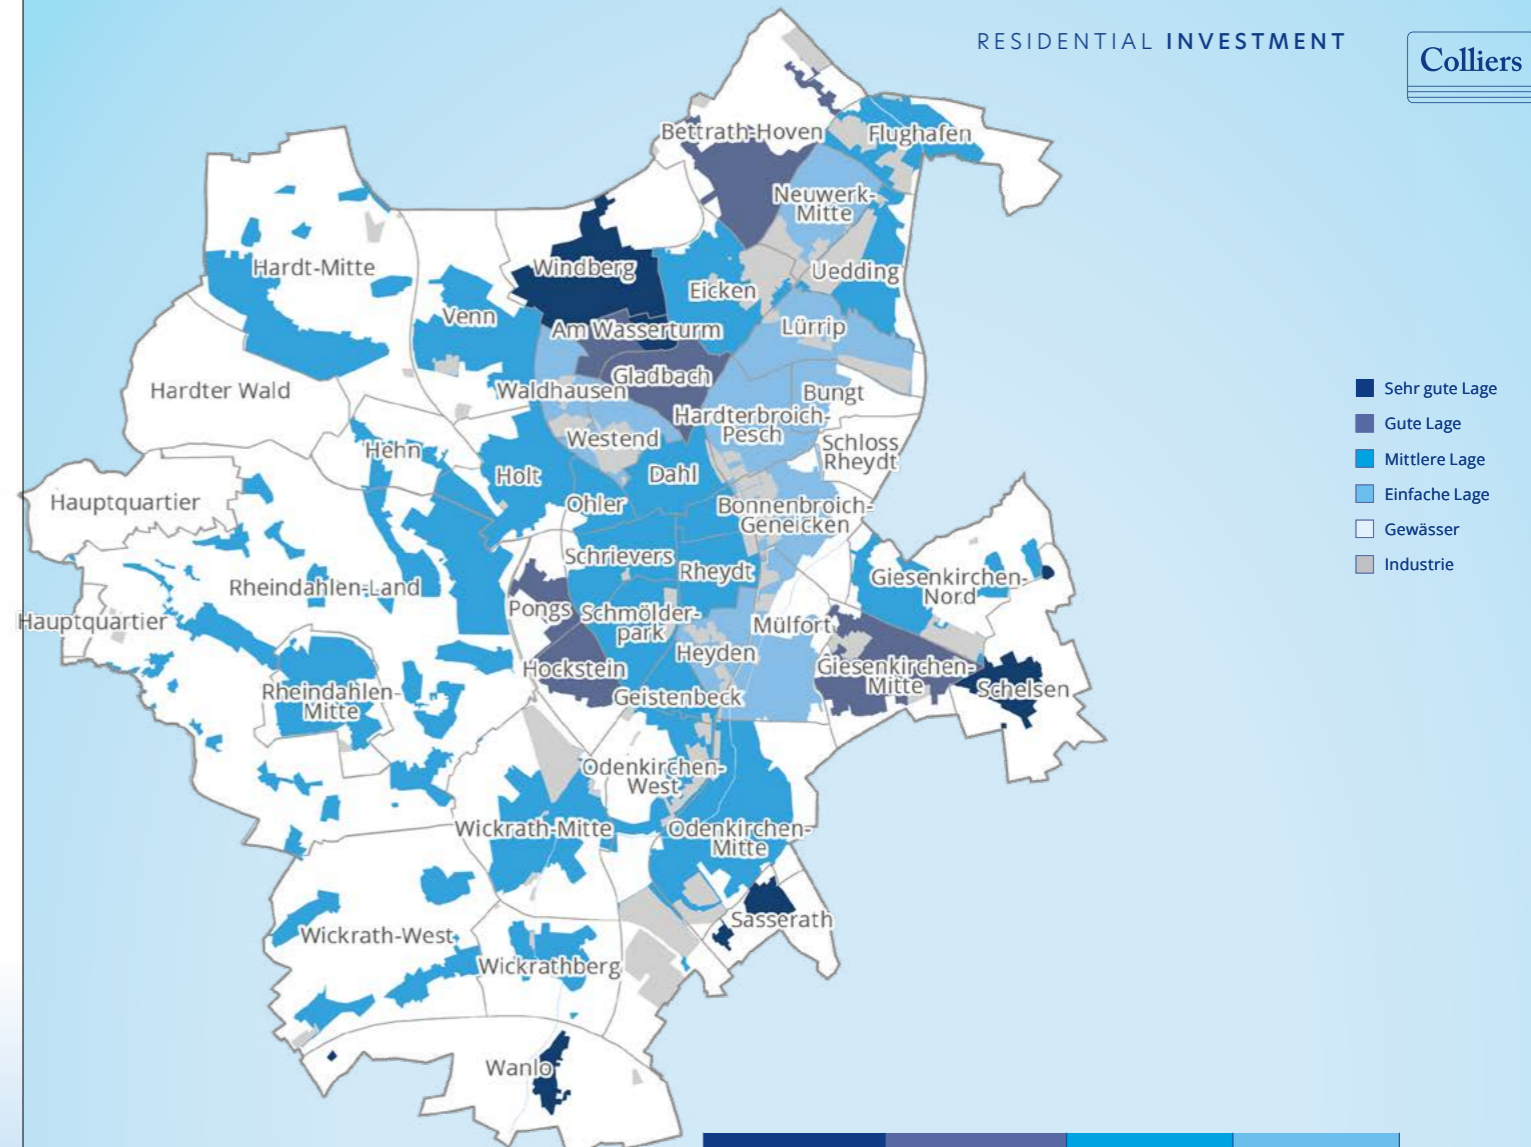 RESIDENTIAL INVESTMENT
Colliers
Bettrath-Hoven
Flughafen
Neuwerk-
Mitte
Hardt-Mitte
Windberg
Uedding
Eicken
Venn
Am Wasserturm
Lürrip
Gladbach
Hardter Wald
Waldhausen
Bungt
Hardterbroich-
Pesch
Westend
Schloss
Rheydt
Hehn
Holt
Dahl
Hauptquartier
Ohler
Bonnenbroich-
Geneicken
Schrievers
Rheydt
Giesenkirchen-
Nord
Rheindahlen-Land
Pongs
Schmölder-
park
Hauptquartier
Mülfort
Heyden
Hockstein
Giesenkirchen-
Mitte
Schelsen
Geistenbeck
Rheindahlen-
Mitte
Odenkirchen-
West
Wickrath-Mitte
Odenkirchen-
Mitte
Sasserath
Wickrath-West
Wickrathberg
Wanlo
Sehr gute Lage
Gute Lage
Mittlere Lage
Einfache Lage
Gewässer
Industrie